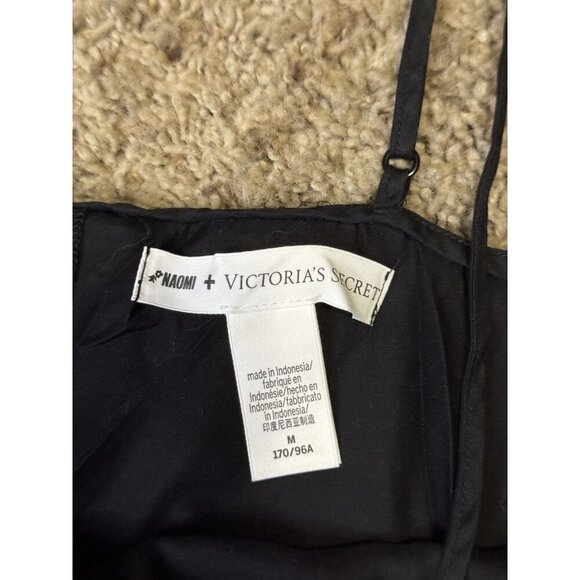 NAOMI + VICTORIA'S SECRET
made in Indonesia/
fabriqué en
Indonésie/hecho en
Indonesia/fabbricato
in Indonesia/
印度尼西亚制造
M
170/96A